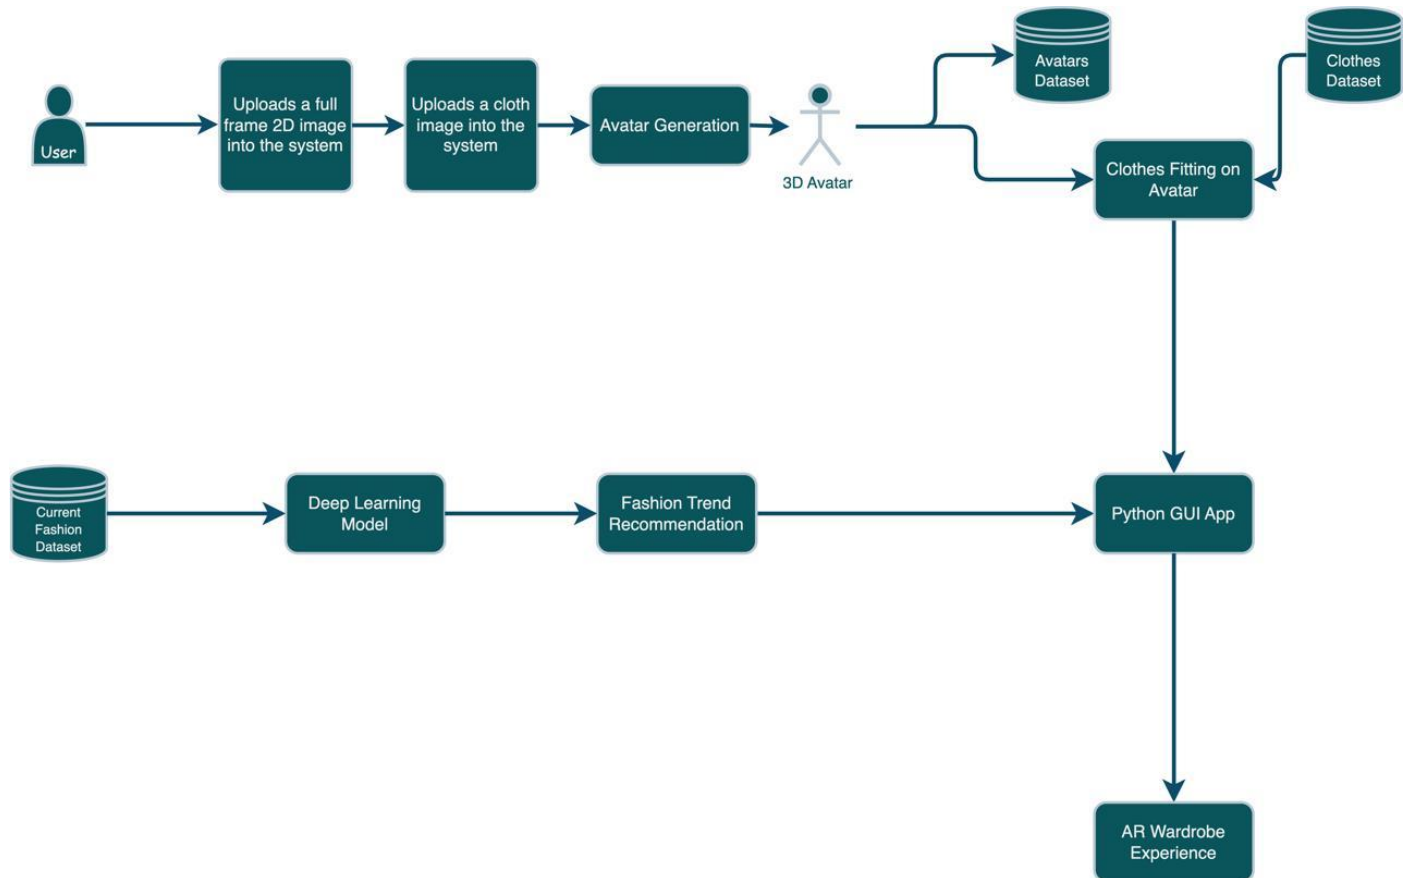 User
Uploads a full
frame 2D image
into the system
Uploads a cloth
image into the
system
Avatar Generation
3D Avatar
Avatars
Dataset
Clothes
Dataset
Clothes Fitting on
Avatar
Current
Fashion
Dataset
Deep Learning
Model
Fashion Trend
Recommendation
Python GUI App
AR Wardrobe
Experience